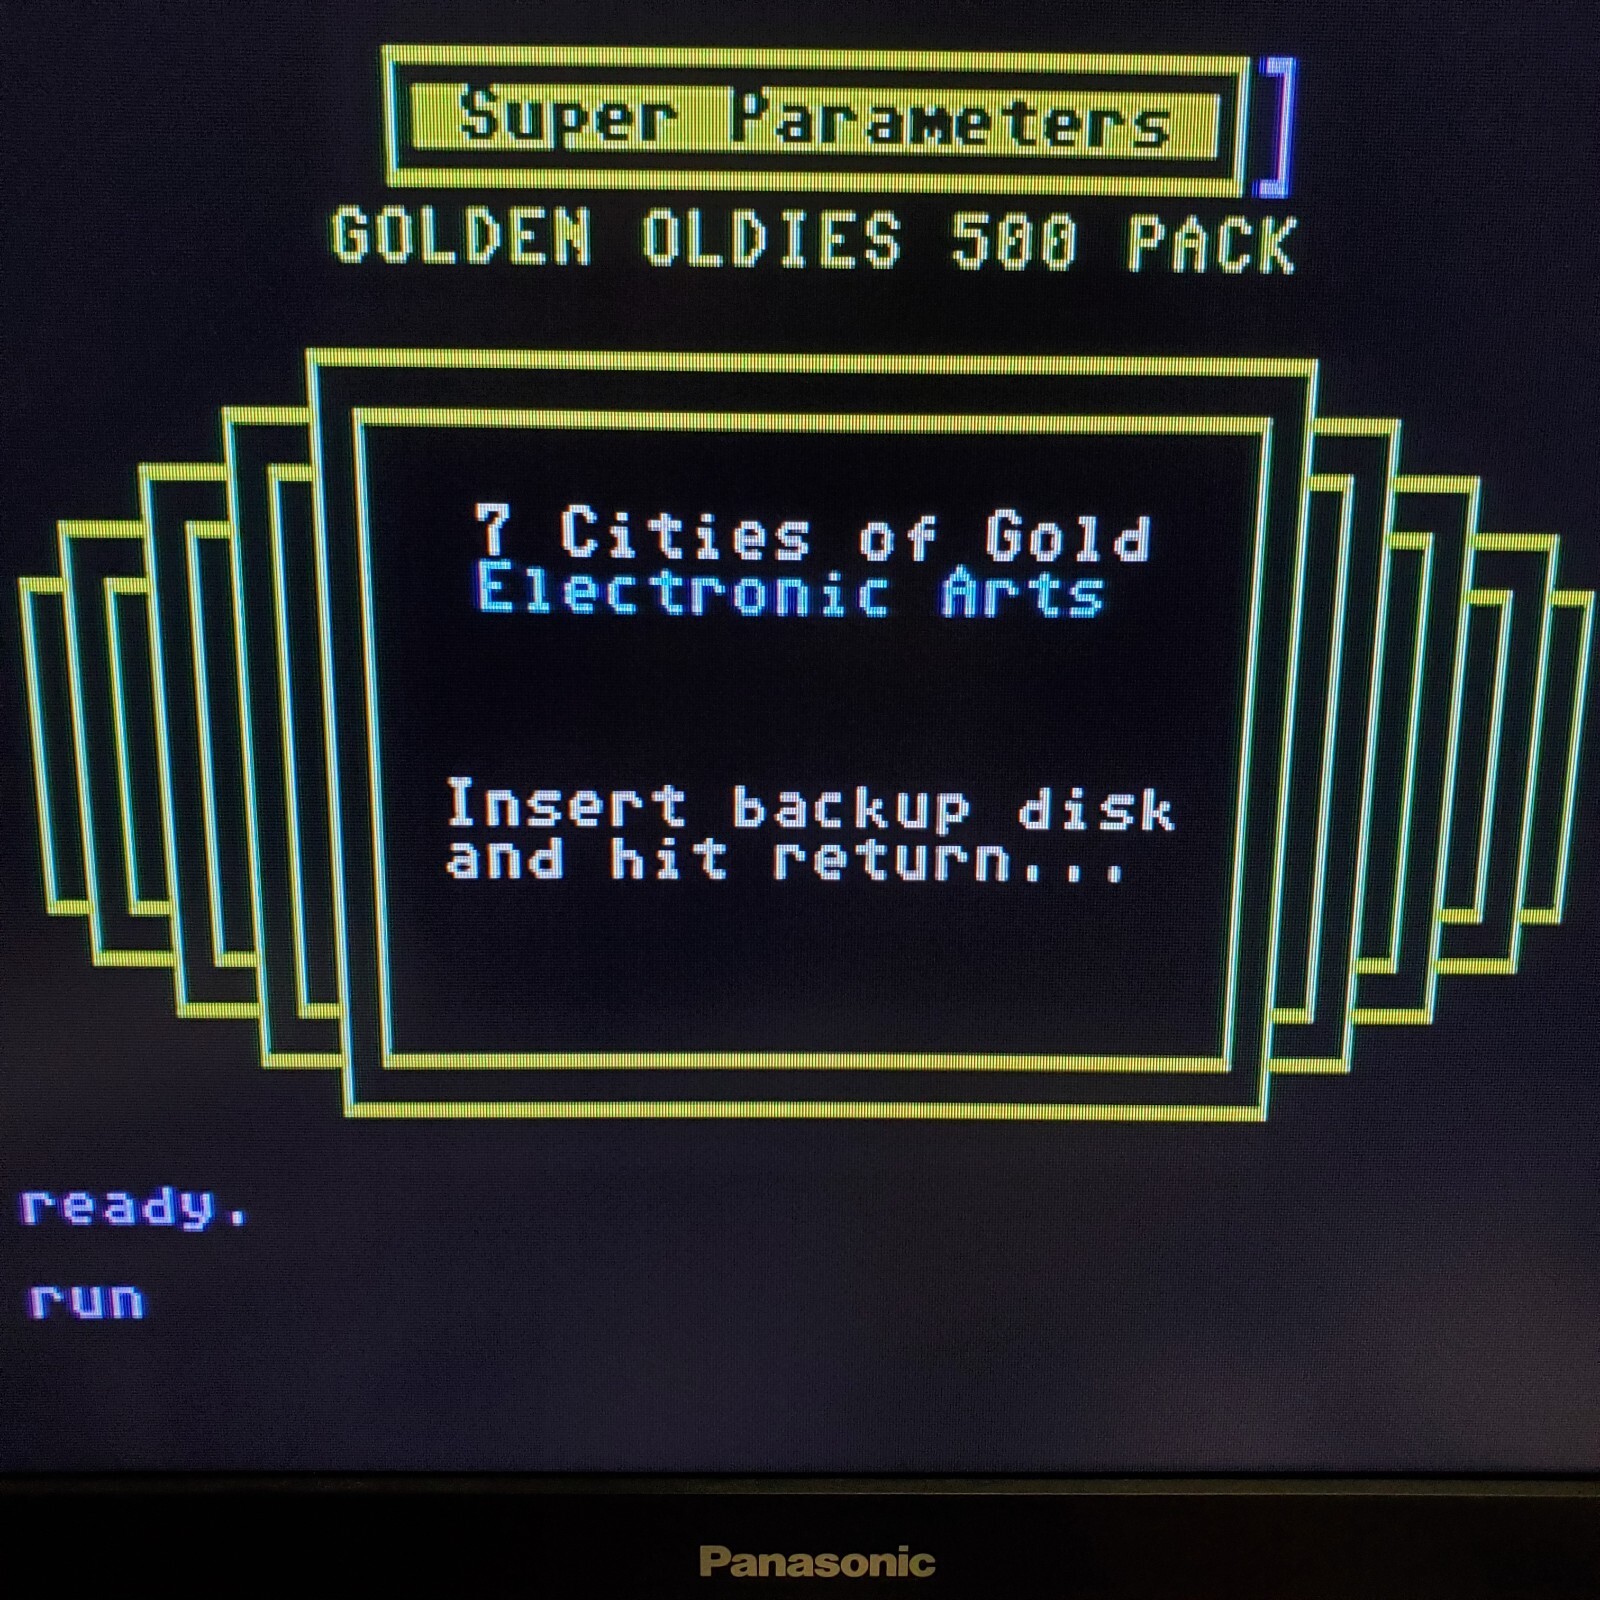 Super Parameters
GOLDEN OLDIES 500 PACK
7 Cities of Gold
Electronic Arts
Insert backup disk
and hit return...
ready.
run
Panasonic